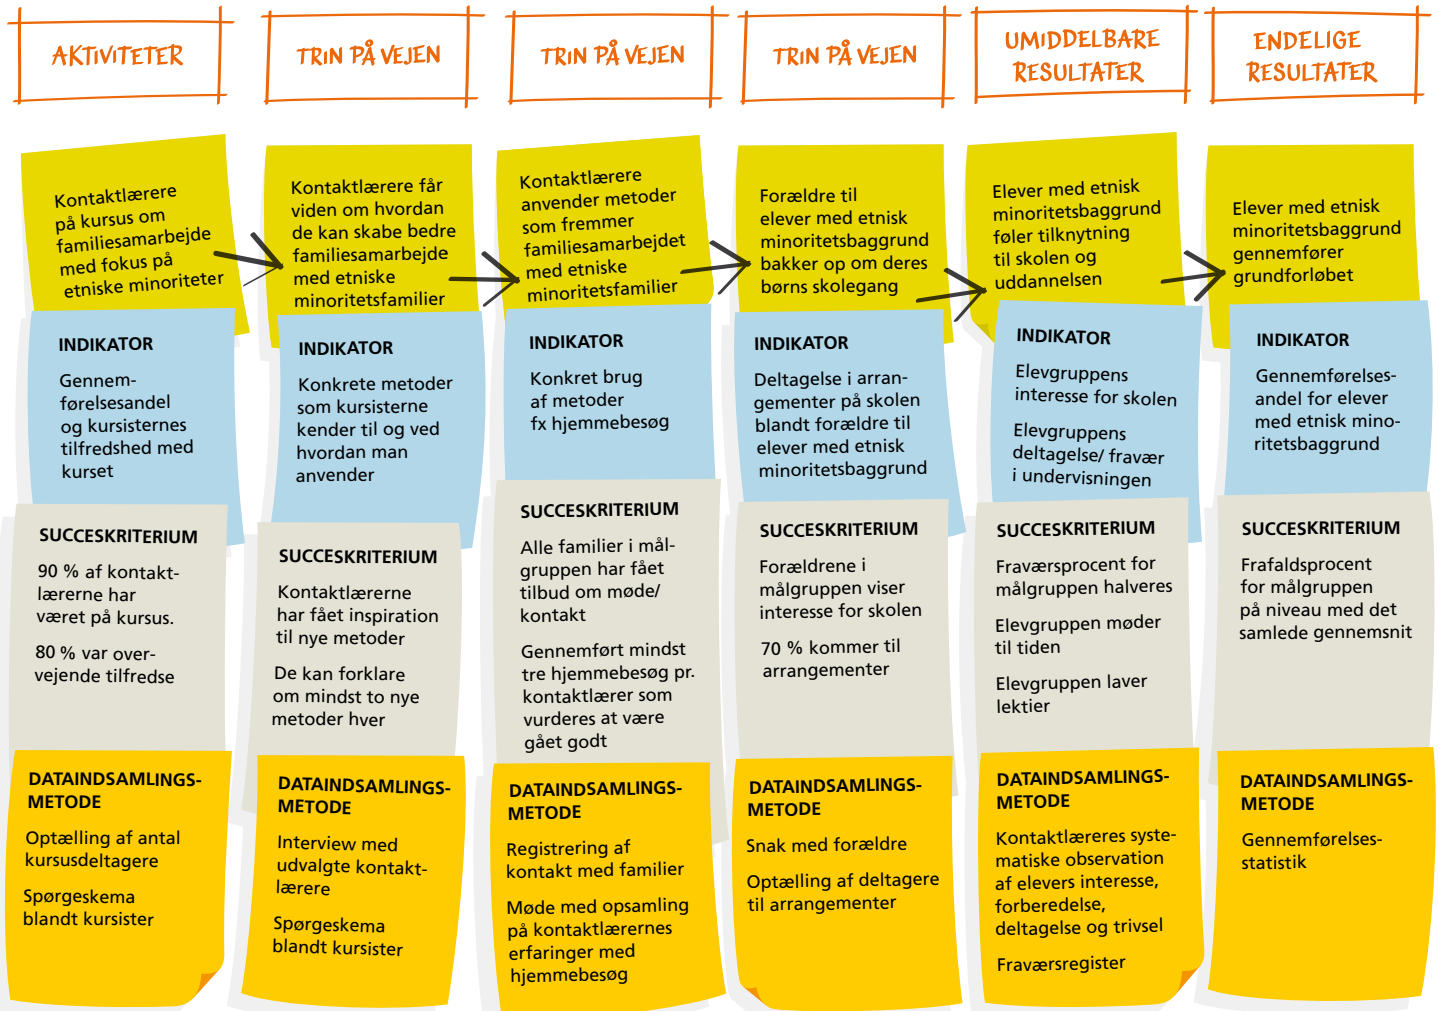 AKTIVITETER
Kontaktlærere
på kursus om
familiesamarbejde
med fokus på
etniske minoriteter
INDIKATOR
Gennem-
førelsesandel
og kursisternes
tilfredshed med
kurset
SUCCESKRITERIUM
90 % af kontakt-
lærerne har
været på kursus.
80 % var over-
vejende tilfredse
DATAINDSAMLINGS-
METODE
Optælling af antal
kursusdeltagere
Spørgeskema
blandt kursister
TRIN PÅ VEJEN
Kontaktlærere får
viden om hvordan
de kan skabe bedre
familiesamarbejde
med etniske
minoritetsfamilier
INDIKATOR
Konkrete metoder
som kursisterne
kender til og ved
hvordan man
anvender
SUCCESKRITERIUM
Kontaktlærerne
har fået inspiration
til nye metoder
De kan forklare
om mindst to nye
metoder hver
DATAINDSAMLINGS-
METODE
Interview med
udvalgte kontakt-
lærere
Spørgeskema
blandt kursister
TRIN PÅ VEJEN
Kontaktlærere
anvender metoder
som fremmer
familiesamarbejdet
med etniske
minoritetsfamilier
INDIKATOR
Konkret brug
af metoder
fx hjemmebesøg
SUCCESKRITERIUM
Alle familier i mål-
gruppen har fået
tilbud om møde/
kontakt
Gennemført mindst
tre hjemmebesøg pr.
kontaktlærer som
vurderes at være
gået godt
DATAINDSAMLINGS-
METODE
Registrering af
kontakt med familier
Møde med opsamling
på kontaktlærernes
erfaringer med
hjemmebesøg
TRIN PÅ VEJEN
Forældre til
elever med etnisk
minoritetsbaggrund
bakker op om deres
børns skolegang
INDIKATOR
Deltagelse i arran-
gementer på skolen
blandt forældre til
elever med etnisk
minoritetsbaggrund
SUCCESKRITERIUM
Forældrene i
målgruppen viser
interesse for skolen
70 % kommer til
arrangementer
DATAINDSAMLINGS-
METODE
Snak med forældre
Optælling af deltagere
til arrangementer
UMIDDELBARE
RESULTATER
Elever med etnisk
minoritetsbaggrund
føler tilknytning
til skolen og
uddannelsen
INDIKATOR
Elevgruppens
interesse for skolen
Elevgruppens
deltagelse/ fravær
i undervisningen
SUCCESKRITERIUM
Fraværsprocent for
målgruppen halveres
Elevgruppen møder
til tiden
Elevgruppen laver
lektier
DATAINDSAMLINGS-
METODE
Kontaktlæreres syste-
matiske observation
af elevers interesse,
forberedelse,
deltagelse og trivsel
Fraværsregister
ENDELIGE
RESULTATER
Elever med etnisk
minoritetsbaggrund
gennemfører
grundforløbet
INDIKATOR
Gennemførelses-
andel for elever
med etnisk mino-
ritetsbaggrund
SUCCESKRITERIUM
Frafaldsprocent
for målgruppen
på niveau med det
samlede gennemsnit
DATAINDSAMLINGS-
METODE
Gennemførelses-
statistik